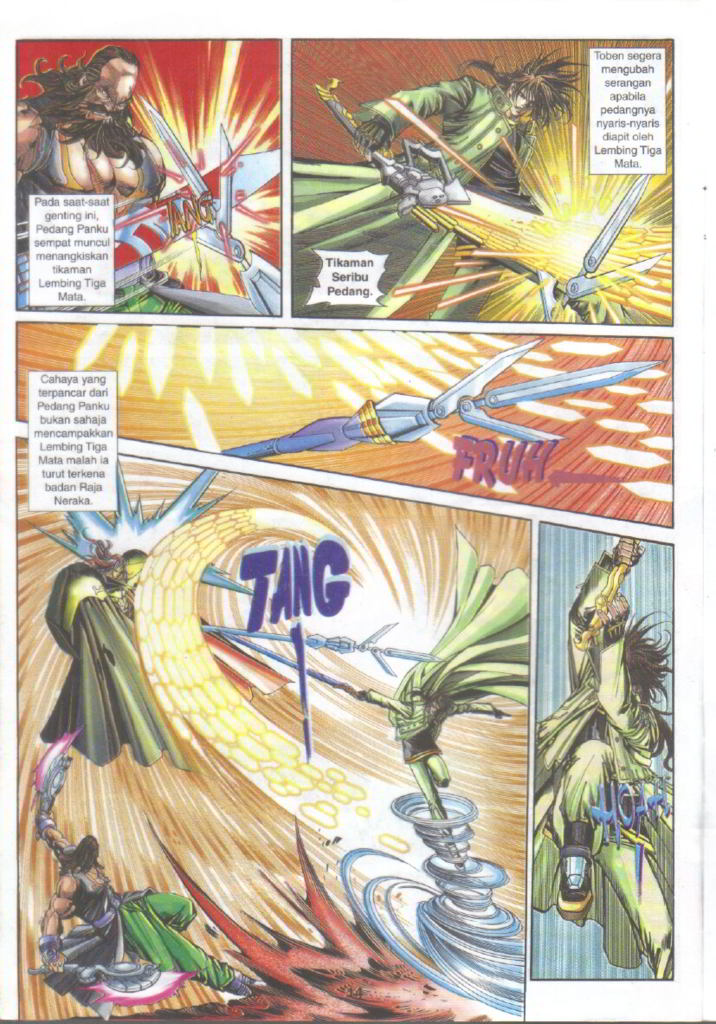 Pada saat-saat
genting ini,
Pedang Panku
sempat muncul
menangkiskan
tikaman
Lembing Tiga
Mata.
TANG
Toben segera
mengubah
serangan
apabila
pedangnya
nyaris-nyaris
diapit oleh
Lembing Tiga
Mata.
Tikaman
Seribu
Pedang.
Cahaya yang
terpancar dari
Pedang Panku
bukan sahaja
mencampakkan
Lembing Tiga
Mata malah ia
turut terkena
badan Raja
Neraka.
FRUH
TANG
HOAH
14